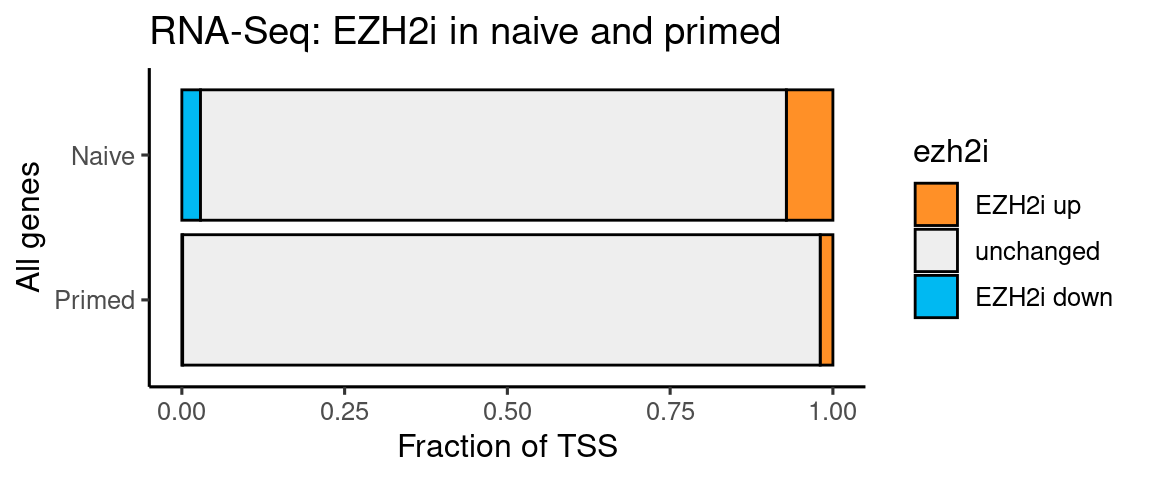 RNA-Seq: EZH2i in naive and primed
All genes
Naive
Primed
0.00 0.25 0.50 0.75 1.00
Fraction of TSS
ezh2i
EZH2i up
unchanged
EZH2i down